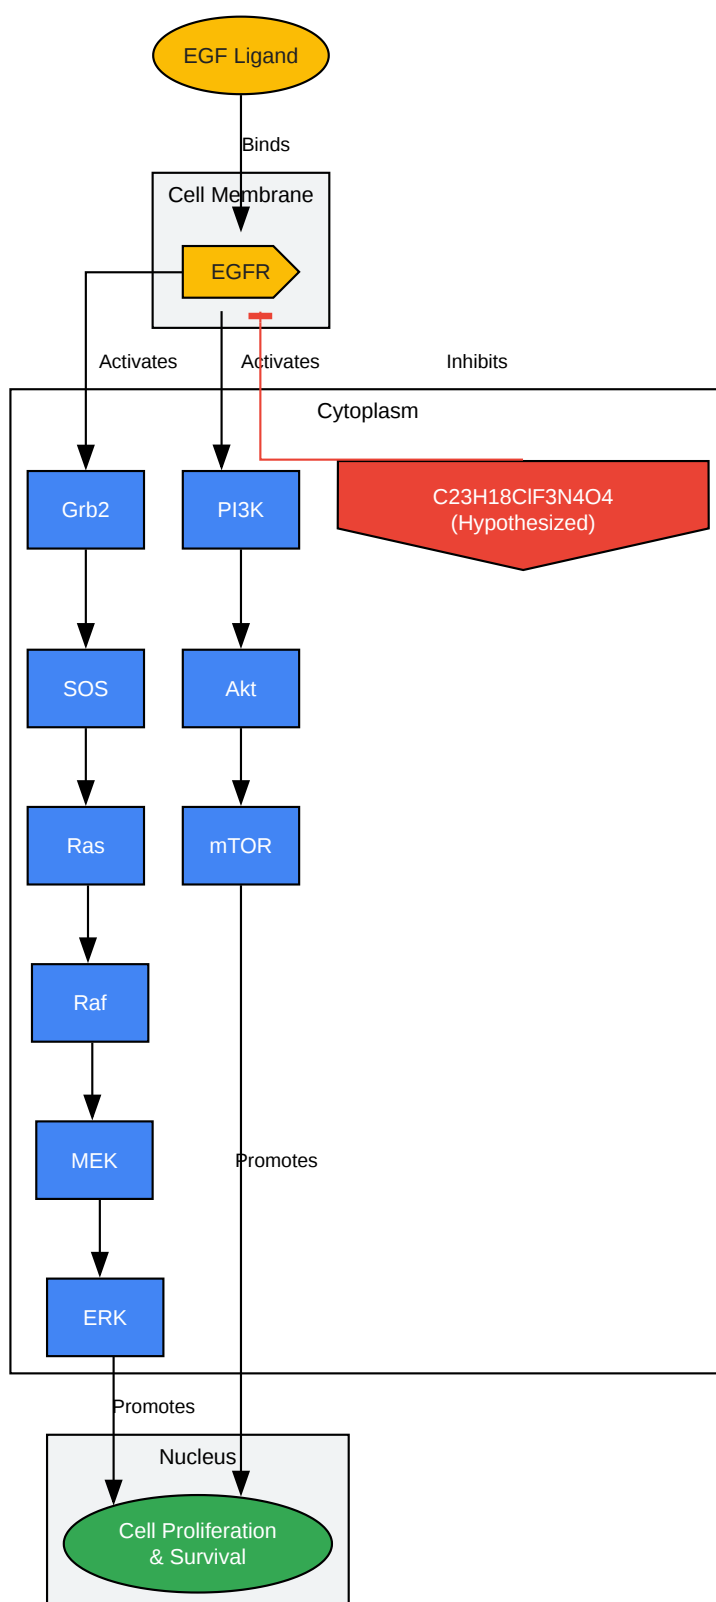 EGF Ligand
Binds
Cell Membrane
EGFR
Activates
Activates
Inhibits
Cytoplasm
Grb2
PI3K
C23H18ClF3N4O4
(Hypothesized)
SOS
Akt
Ras
mTOR
Raf
MEK
Promotes
ERK
Promotes
Nucleus
Cell Proliferation
& Survival